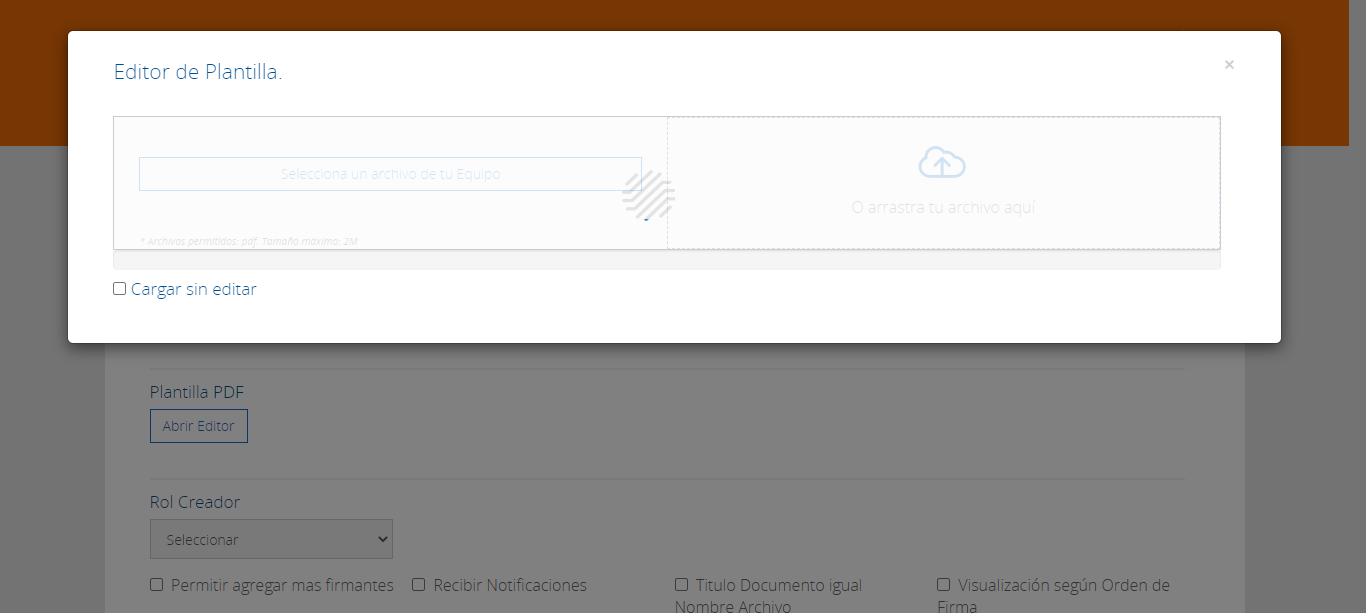 Editor de Plantilla.
×
Selecciona un archivo de tu Equipo
O arrastra tu archivo aquí
* Archivos permitidos: pdf. Tamaño maximo: 2M
Cargar sin editar
Plantilla PDF
Abrir Editor
Rol Creador
Seleccionar
Permitir agregar mas firmantes
Recibir Notificaciones
Titulo Documento igual
Nombre Archivo
Visualización según Orden de
Firma